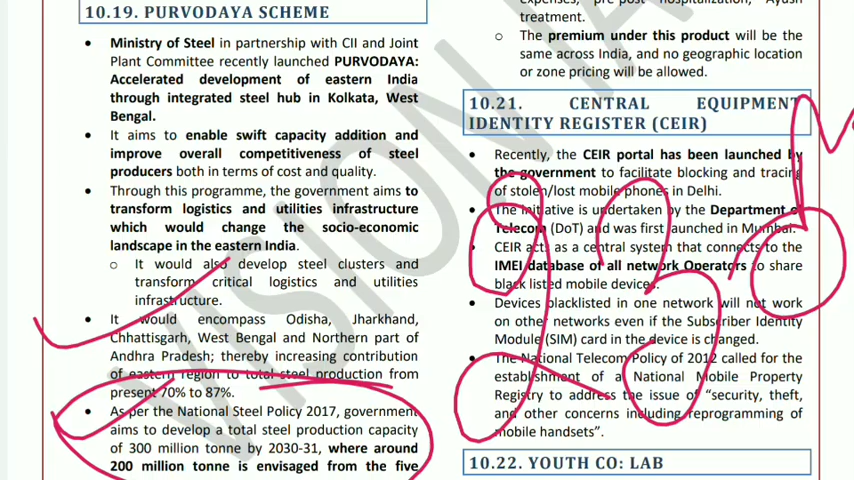 10.19. PURVODAYA SCHEME
• Ministry of Steel in partnership with CII and Joint
Plant Committee recently launched PURVODAYA:
Accelerated development of eastern India
through integrated steel hub in Kolkata, West
Bengal.
• It aims to enable swift capacity addition and
improve overall competitiveness of steel
producers both in terms of cost and quality.
• Through this programme, the government aims to
transform logistics and utilities infrastructure
which would change the socio-economic
landscape in the eastern India.
o It would also develop steel clusters and
transform critical logistics and utilities
infrastructure.
• It would encompass Odisha, Jharkhand,
Chhattisgarh, West Bengal and Northern part of
Andhra Pradesh; thereby increasing contribution
of eastern region to total steel production from
present 70% to 87%.
• As per the National Steel Policy 2017, government
aims to develop a total steel production capacity
of 300 million tonne by 2030-31, where around
200 million tonne is envisaged from the five
expenses, pre post hospitalization, Ayush
treatment.
o The premium under this product will be the
same across India, and no geographic location
or zone pricing will be allowed.
10.21. CENTRAL EQUIPMENT
IDENTITY REGISTER (CEIR)
• Recently, the CEIR portal has been launched by
the government to facilitate blocking and tracing
of stolen/lost mobile phones in Delhi.
• The initiative is undertaken by the Department of
Telecom (DoT) and was first launched in Mumbai.
• CEIR acts as a central system that connects to the
IMEI database of all network Operators to share
black listed mobile devices.
• Devices blacklisted in one network will not work
on other networks even if the Subscriber Identity
Module (SIM) card in the device is changed.
• The National Telecom Policy of 2012 called for the
establishment of a National Mobile Property
Registry to address the issue of "security, theft,
and other concerns including reprogramming of
mobile handsets".
10.22. YOUTH CO: LAB
VISION IA